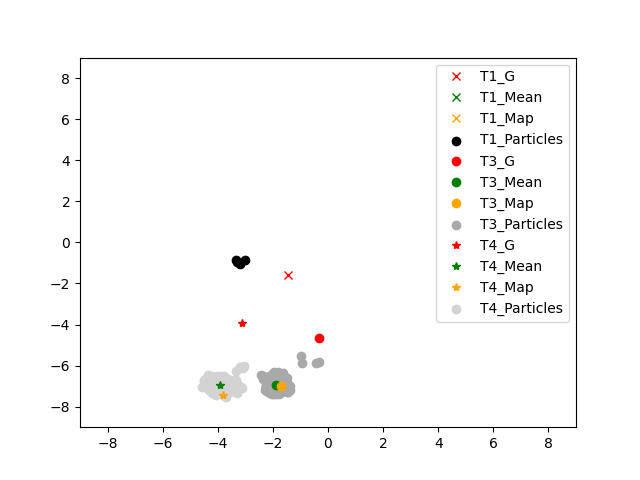 8
6
4
2
0
−2
−4
−6
−8
−8
−6
−4
−2
0
2
4
6
8
T1_G
T1_Mean
T1_Map
T1_Particles
T3_G
T3_Mean
T3_Map
T3_Particles
T4_G
T4_Mean
T4_Map
T4_Particles